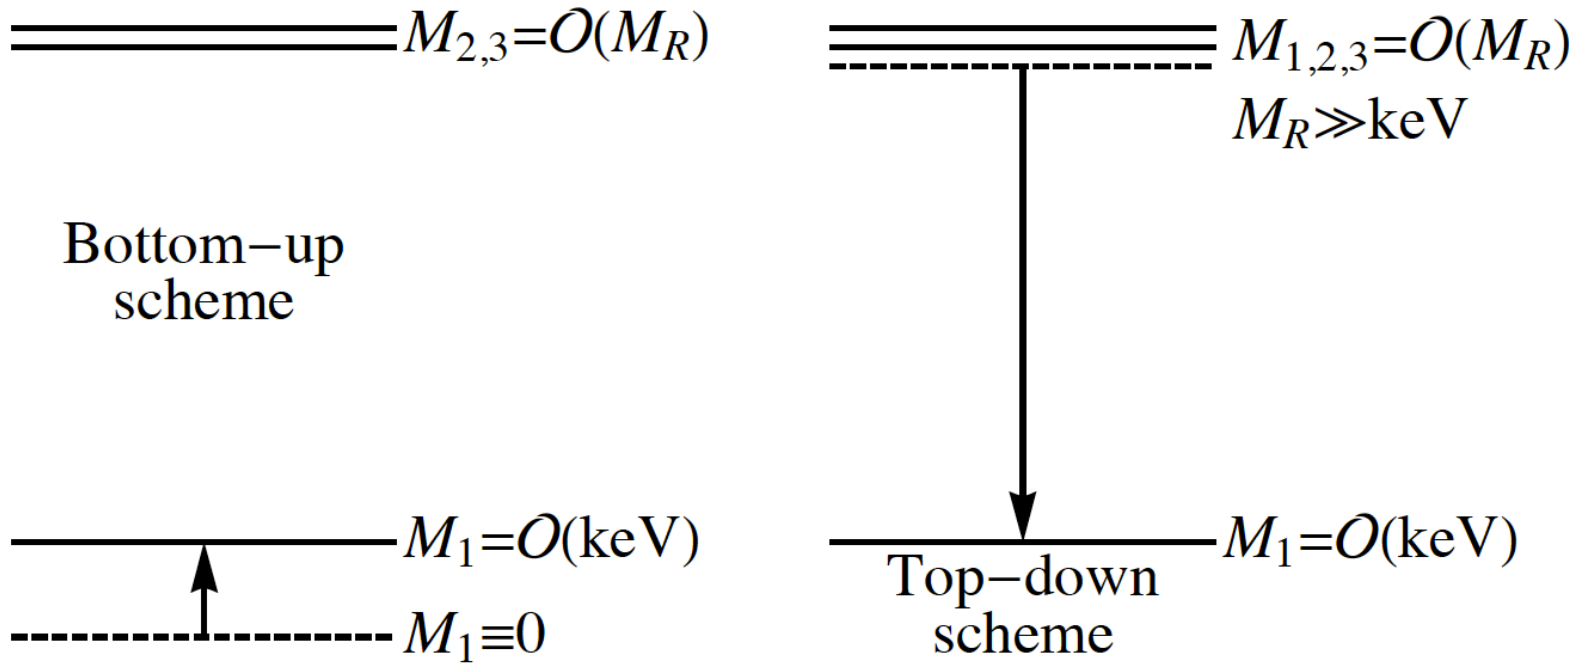 M2,3=O(MR)
Bottom−up
scheme
M1=O(keV)
M1≡0
M1,2,3=O(MR)
MR≫keV
M1=O(keV)
Top−down
scheme